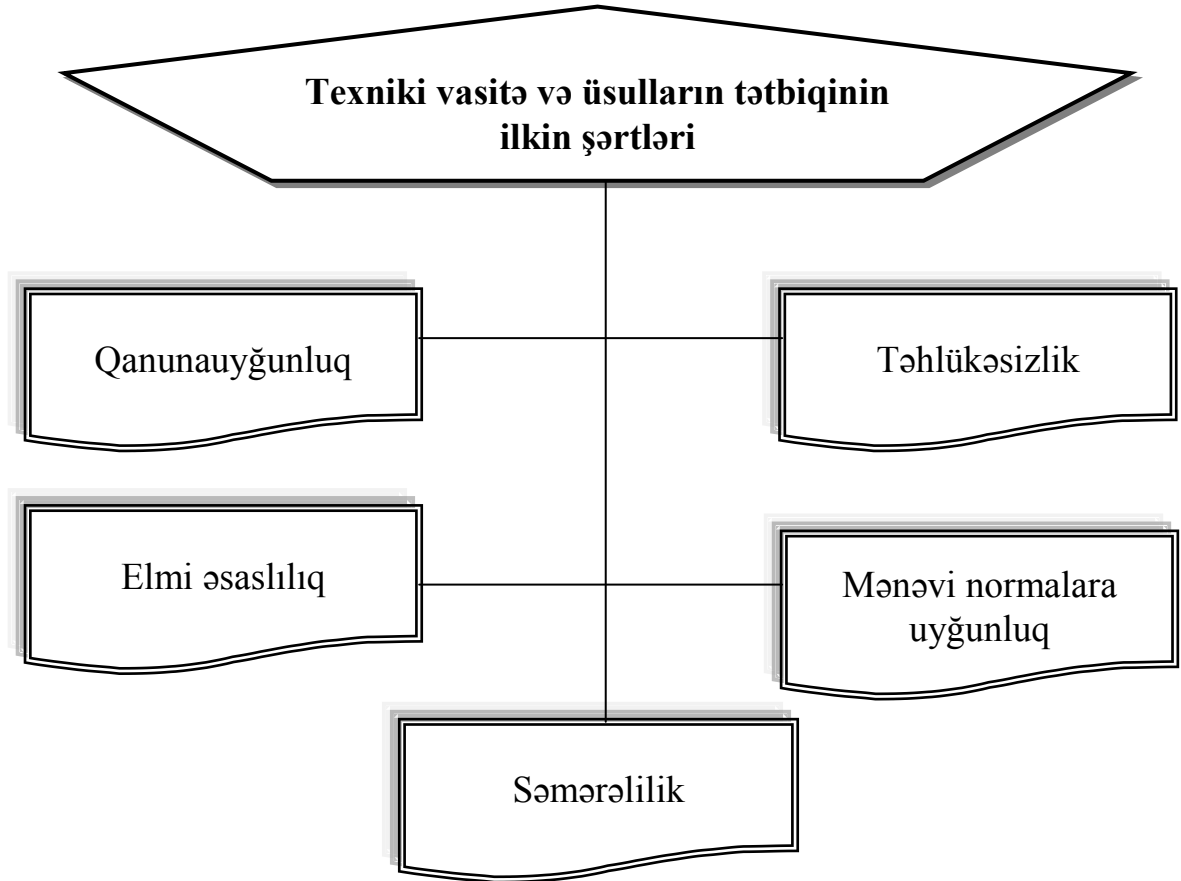 Texniki vasitə və üsulların tətbiqinin
ilkin şərtləri
Qanunauyğunluq
Təhlükəsizlik
Elmi əsaslılıq
Mənəvi normalara
uyğunluq
Səmərəlilik